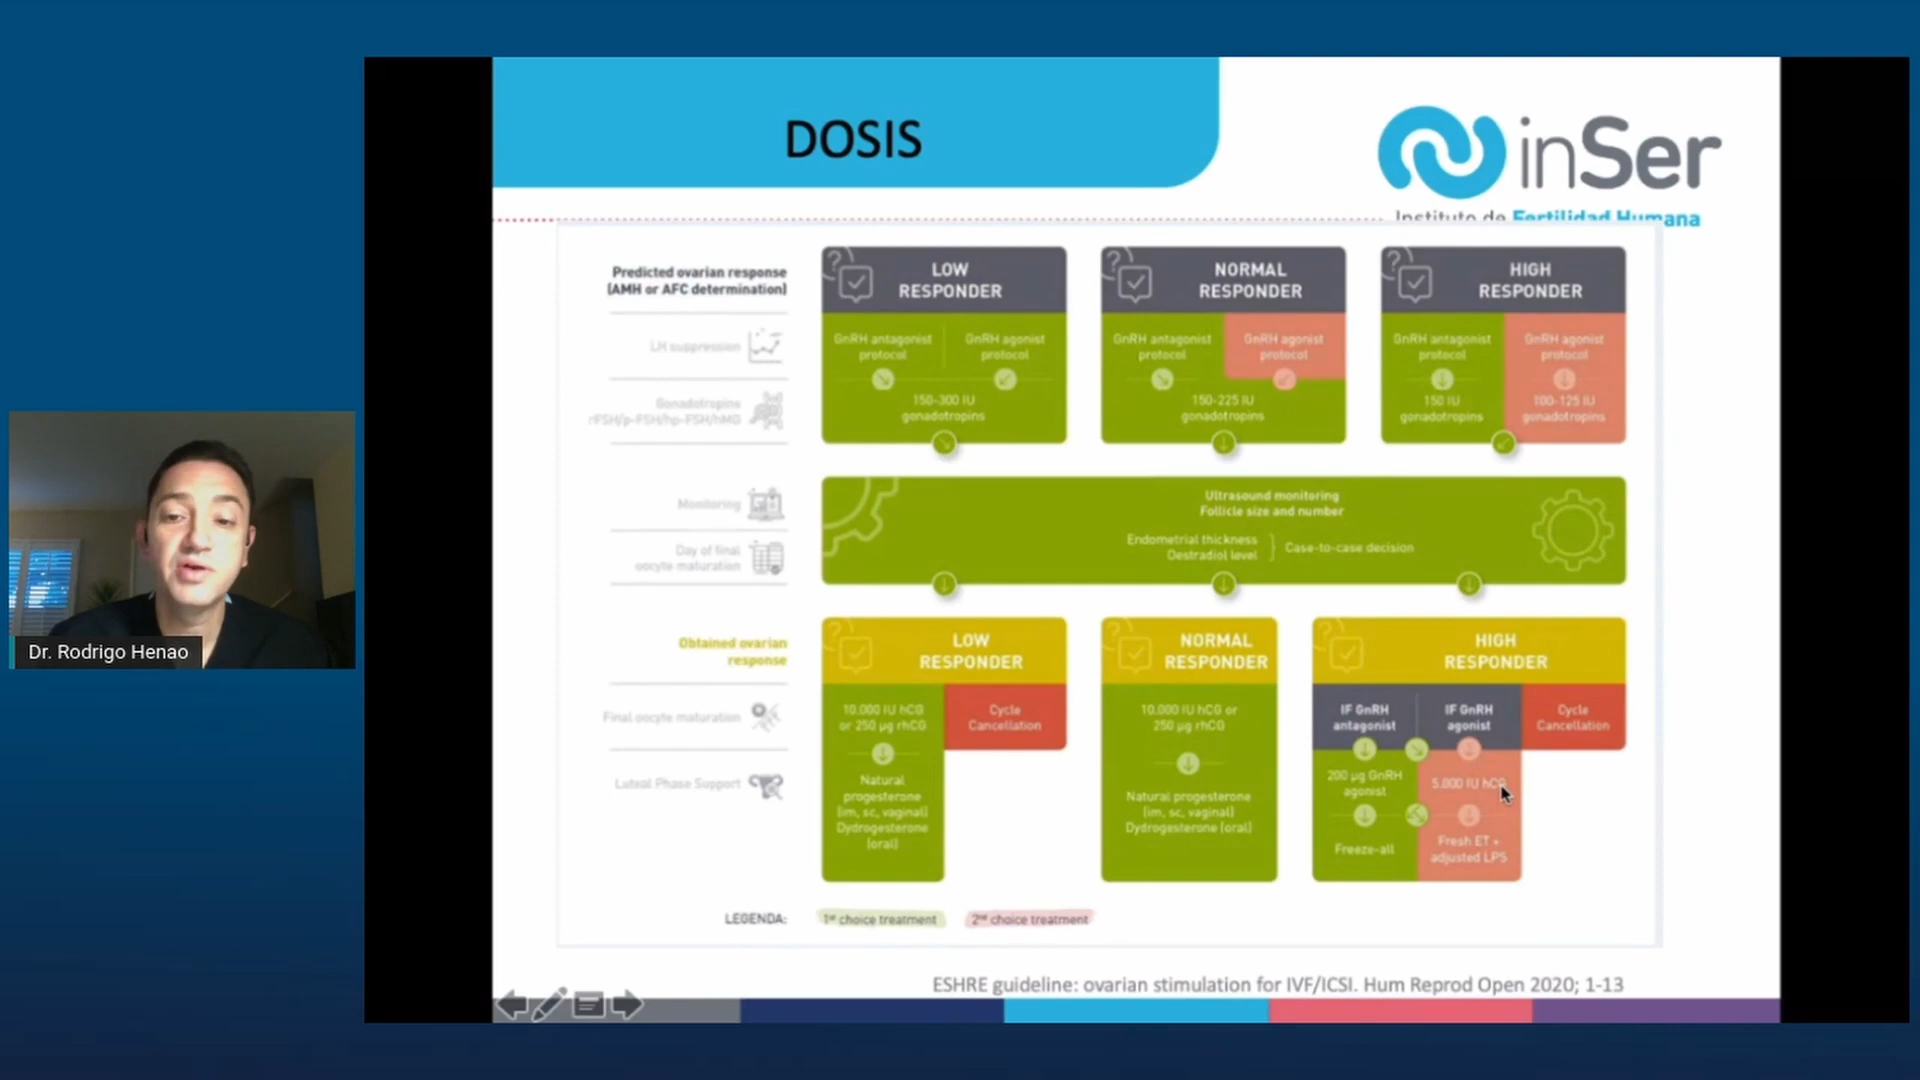 DOSIS
inSer
Instituto de Fertilidad Humana
Predicted ovarian response
(AMH or AFC determination)
LOW
RESPONDER
NORMAL
RESPONDER
HIGH
RESPONDER
LH suppression
GnRH antagonist
protocol
GnRH agonist
protocol
GnRH antagonist
protocol
GnRH agonist
protocol
GnRH antagonist
protocol
GnRH agonist
protocol
Gonadotropins
rFSH/p-FSH/hp-FSH/hMG
150-300 IU
gonadotropins
150-225 IU
gonadotropins
150 IU
gonadotropins
100-125 IU
gonadotropins
Monitoring
Ultrasound monitoring
Follicle size and number
Day of final
oocyte maturation
Endometrial thickness
Oestradiol level
Case-to-case decision
Obtained ovarian
response
LOW
RESPONDER
NORMAL
RESPONDER
HIGH
RESPONDER
Final oocyte maturation
10.000 IU hCG
or 250 µg rhCG
Cycle
Cancellation
10.000 IU hCG or
250 µg rhCG
IF GnRH
antagonist
IF GnRH
agonist
Cycle
Cancellation
200 µg GnRH
agonist
5.000 IU hCG
Luteal Phase Support
Natural
progesterone
(im, sc, vaginal)
Dydrogesterone
(oral)
Natural progesterone
(im, sc, vaginal)
Dydrogesterone (oral)
Freeze-all
Fresh ET +
adjusted LPS
LEGENDA:
1st choice treatment
2nd choice treatment
ESHRE guideline: ovarian stimulation for IVF/ICSI. Hum Reprod Open 2020; 1-13
Dr. Rodrigo Henao